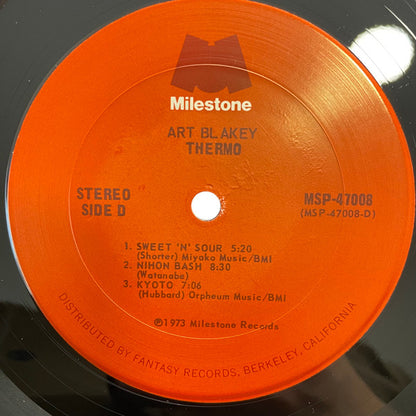 Milestone
ART BLAKEY
THERMO
STEREO
SIDE D
MSP-47008
(MSP-47008-D)
1. SWEET 'N' SOUR 5:20
(Shorter) Miyako Music/BMI
2. NIHON BASH 8:30
(Watanabe)
3. KYOTO 7:06
(Hubbard) Orpheum Music/BMI
℗1973 Milestone Records
DISTRIBUTED BY FANTASY RECORDS, BERKELEY, CALIFORNIA